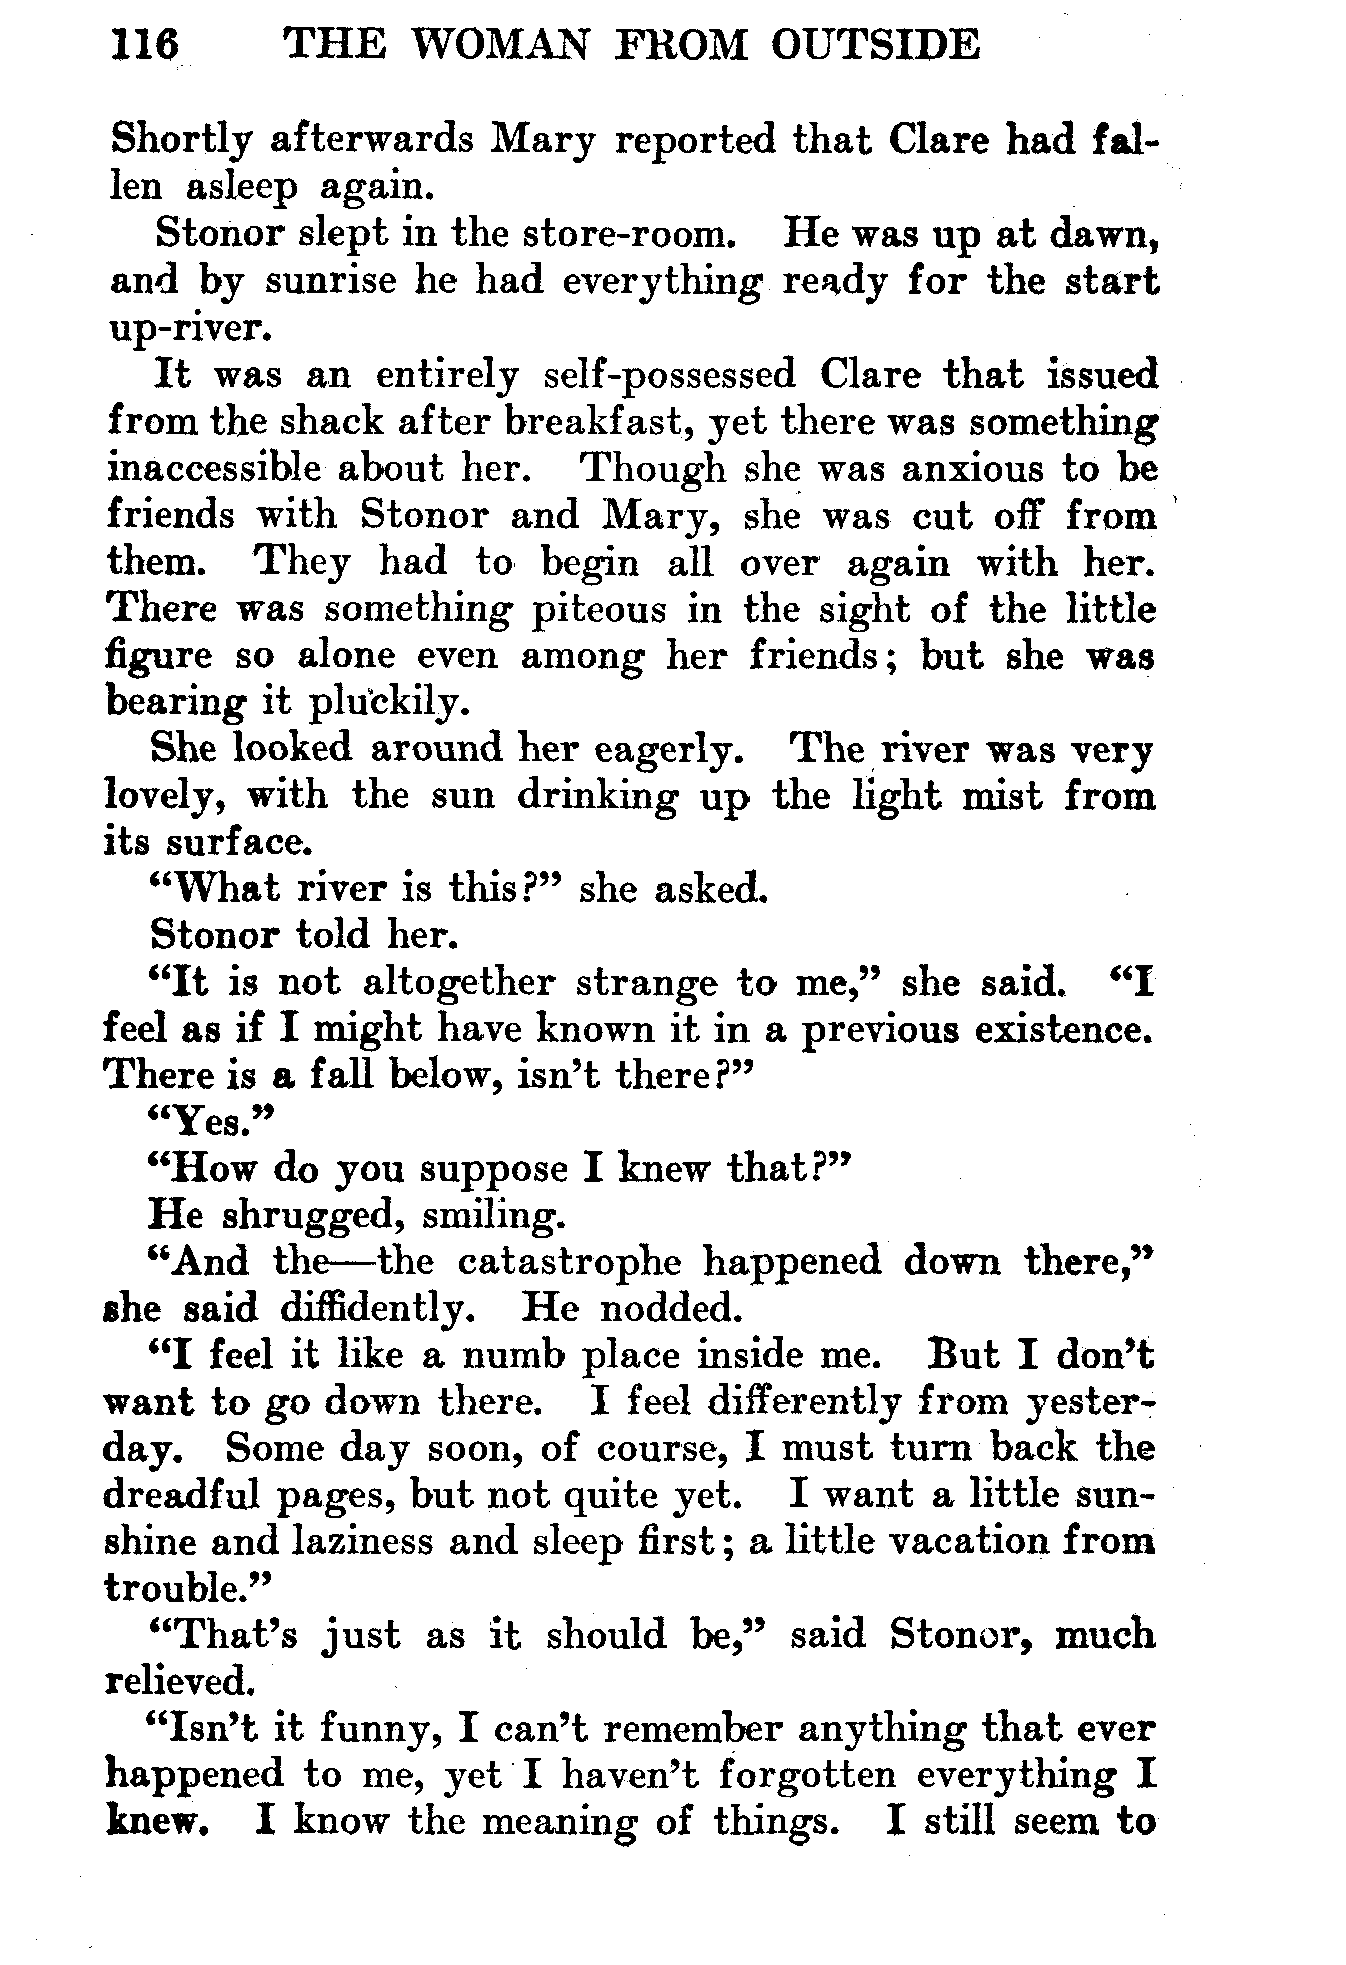 116 THE WOMAN FROM OUTSIDE
Shortly afterwards Mary reported that Clare had fal-
len asleep again.
Stonor slept in the store-room. He was up at dawn,
and by sunrise he had everything ready for the start
up-river.
It was an entirely self-possessed Clare that issued
from the shack after breakfast, yet there was something
inaccessible about her. Though she was anxious to be
friends with Stonor and Mary, she was cut off from
them. They had to begin all over again with her.
There was something piteous in the sight of the little
figure so alone even among her friends; but she was
bearing it pluckily.
She looked around her eagerly. The river was very
lovely, with the sun drinking up the light mist from
its surface.
“What river is this?” she asked.
Stonor told her.
“It is not altogether strange to me,” she said. “I
feel as if I might have known it in a previous existence.
There is a fall below, isn’t there?”
“Yes.”
“How do you suppose I knew that?”
He shrugged, smiling.
“And the—the catastrophe happened down there,”
she said diffidently. He nodded.
“I feel it like a numb place inside me. But I don’t
want to go down there. I feel differently from yester-
day. Some day soon, of course, I must turn back the
dreadful pages, but not quite yet. I want a little sun-
shine and laziness and sleep first; a little vacation from
trouble.”
“That’s just as it should be,” said Stonor, much
relieved.
“Isn’t it funny, I can’t remember anything that ever
happened to me, yet I haven’t forgotten everything I
knew. I know the meaning of things. I still seem to